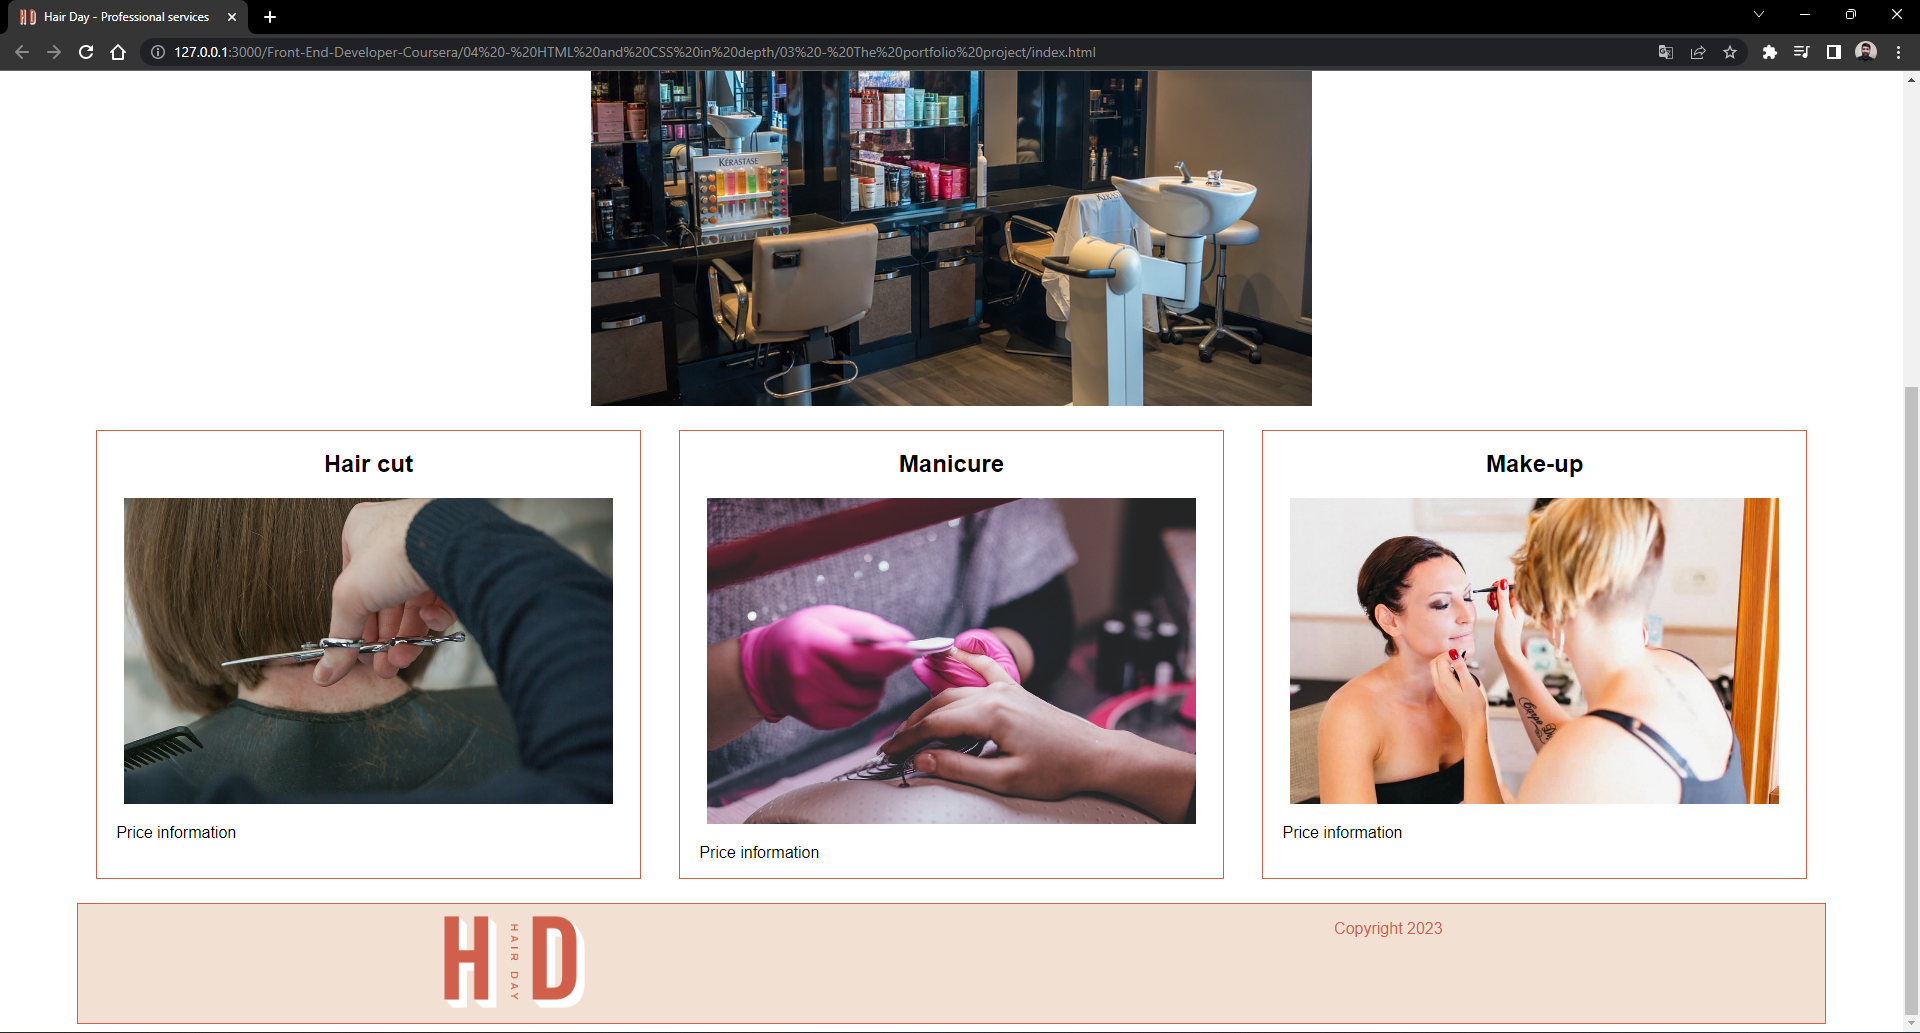 Hair Day - Professional services
127.0.0.1:3000/Front-End-Developer-Coursera/04%20-%20HTML%20and%20CSS%20in%20depth/03%20-%20The%20portfolio%20project/index.html
KÉRASTASE
Hair cut
Manicure
Make-up
Price information
Price information
Price information
HD
HAIR DAY
Copyright 2023